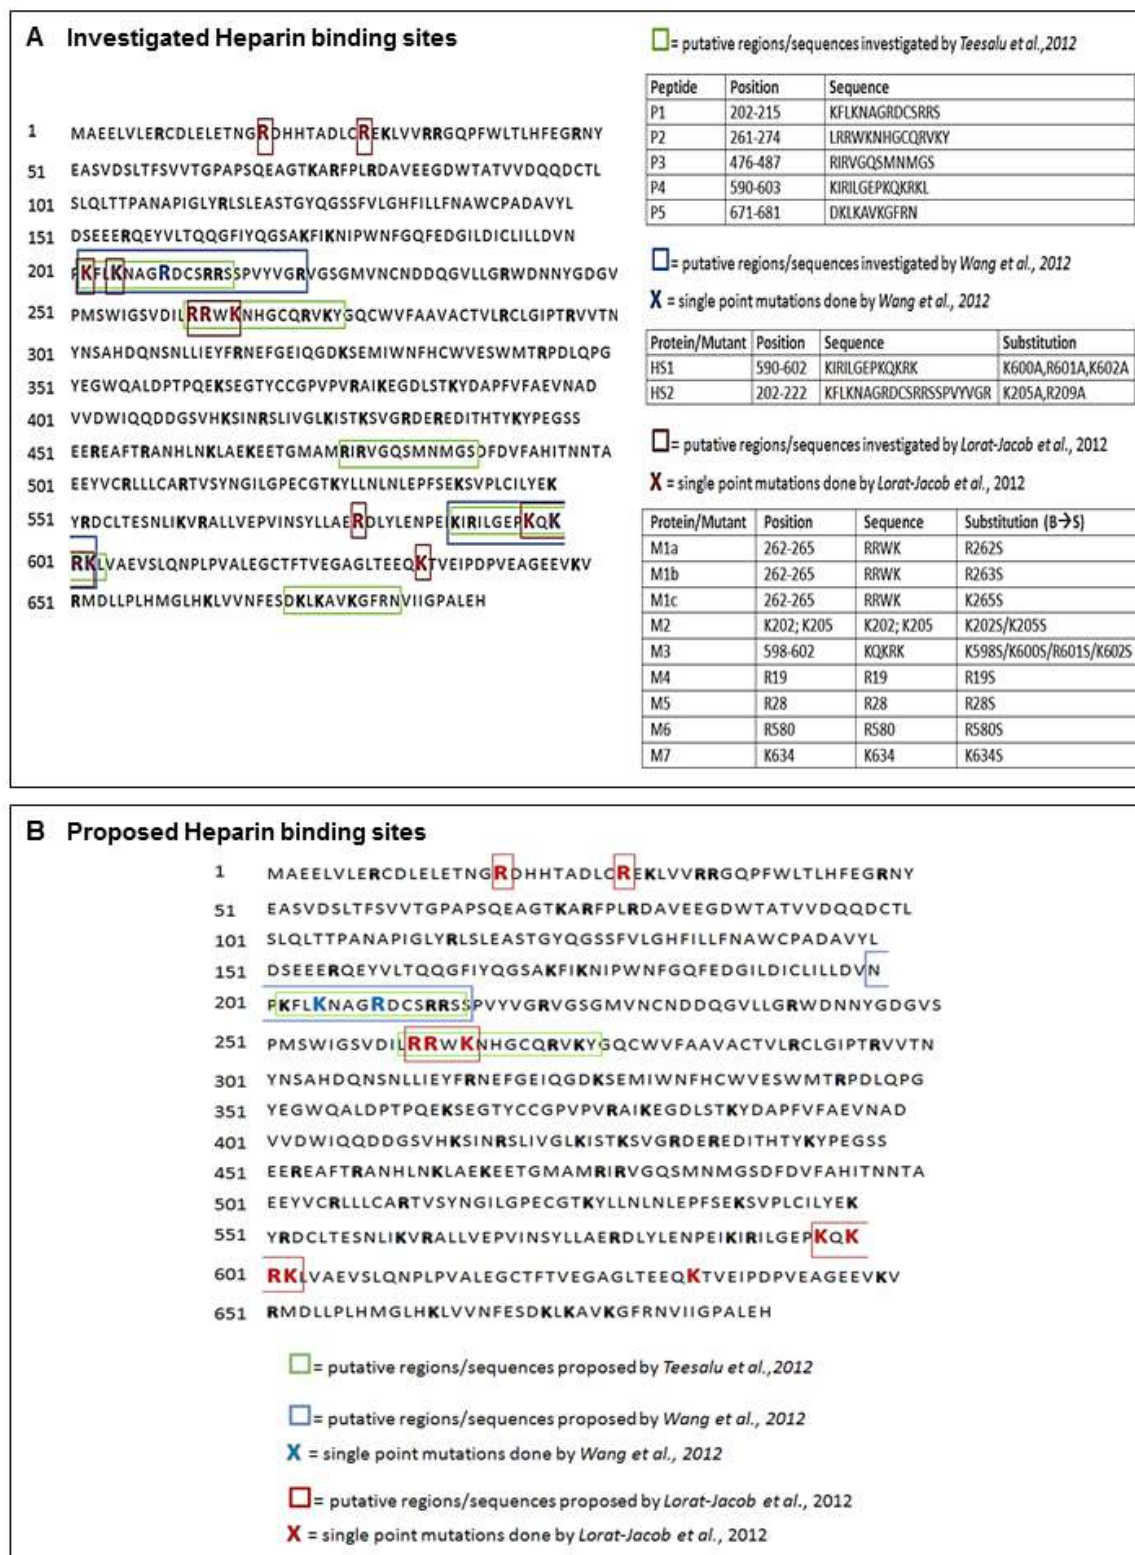 A Investigated Heparin binding sites
1 MAEELVLERCDLELETNGRDHHTADLCREKLVVRRGQPFWLTLHFEGRNY
51 EASVDSLTFSVVTGPAPSQEAGTKARFPLRDAVEEGDWTATVVDQQDCTL
101 SLQLTTPANAPIGLYRLSLEASTGYQGSSFVLGHFILLFNAWCPADAVYL
151 DSEEERQEYVLTQQGFIYQGSAKFIKNIPWNFGQFEDGILDICLILLDVN
201 PKFLKNAGRDCSRRSSPVYVGRVGSGMVNCNDDQGVLLGRWDNNYGDGV
251 PMSWIGSVDILRRWKNHGCQRVKYGQCWVFAAVACTVLRCLGIPTRVVTN
301 YNSAHDQNSNLLIEYFRNEFGEIQGDKSEMIWNFHCWVESWMTRPDLQPG
351 YEGWQALDPTPQEKSEGTYCCGPVPVRAIKEGDLSTKYDAPFVFAEVNAD
401 VVDWIQQDDGSVHKSINRSLIVGLKISTKSVGRDEREDITHTYKYPEGSS
451 EEREAFTRANHLNKLAEKEETGMAMRIRVGQSMNMGSDFDVFAHITNNTA
501 EEYVCRLLLCARTVSYNGILGPECGTKYLLNLNLEPFSEKSVPLCILYEK
551 YRDCLTESNLIKVRALLVEPVINSYLLAERDLYLENPEIKIRILGEPKQK
601 RKLVAEVSLQNPLPVALEGCTFTVEGAGLTEEQKTVEIPDPVEAGEEVKV
651 RMDLLPLHMGLHKLVVNFESDKLKAVKGFRNVIIGPALEH
= putative regions/sequences investigated by Teesalu et al.,2012
Peptide Position Sequence
P1 202-215 KFLKNAGRDCSRRS
P2 261-274 LRRWKNHGCQRVKY
P3 476-487 RIRVGQSMNMGS
P4 590-603 KIRILGEPKQKRKL
P5 671-681 DKLKAVKGFRN
= putative regions/sequences investigated by Wang et al., 2012
X = single point mutations done by Wang et al., 2012
Protein/Mutant Position Sequence Substitution
HS1 590-602 KIRILGEPKQKRK K600A,R601A,K602A
HS2 202-222 KFLKNAGRDCSRRSSPVYVGR K205A,R209A
= putative regions/sequences investigated by Lorat-Jacob et al., 2012
X = single point mutations done by Lorat-Jacob et al., 2012
Protein/Mutant Position Sequence Substitution (B→S)
M1a 262-265 RRWK R262S
M1b 262-265 RRWK R263S
M1c 262-265 RRWK K265S
M2 K202; K205 K202; K205 K202S/K205S
M3 598-602 KQKRK K598S/K600S/R601S/K602S
M4 R19 R19 R19S
M5 R28 R28 R28S
M6 R580 R580 R580S
M7 K634 K634 K634S
B Proposed Heparin binding sites
1 MAEELVLERCDLELETNGRDHHTADLCREKLVVRRGQPFWLTLHFEGRNY
51 EASVDSLTFSVVTGPAPSQEAGTKARFPLRDAVEEGDWTATVVDQQDCTL
101 SLQLTTPANAPIGLYRLSLEASTGYQGSSFVLGHFILLFNAWCPADAVYL
151 DSEEERQEYVLTQQGFIYQGSAKFIKNIPWNFGQFEDGILDICLILLDVN
201 PKFLKNAGRDCSRRSSPVYVGRVGSGMVNCNDDQGVLLGRWDNNYGDGVS
251 PMSWIGSVDILRRWKNHGCQRVKYGQCWVFAAVACTVLRCLGIPTRVVTN
301 YNSAHDQNSNLLIEYFRNEFGEIQGDKSEMIWNFHCWVESWMTRPDLQPG
351 YEGWQALDPTPQEKSEGTYCCGPVPVRAIKEGDLSTKYDAPFVFAEVNAD
401 VVDWIQQDDGSVHKSINRSLIVGLKISTKSVGRDEREDITHTYKYPEGSS
451 EEREAFTRANHLNKLAEKEETGMAMRIRVGQSMNMGSDFDVFAHITNNTA
501 EEYVCRLLLCARTVSYNGILGPECGTKYLLNLNLEPFSEKSVPLCILYEK
551 YRDCLTESNLIKVRALLVEPVINSYLLAERDLYLENPEIKIRILGEPKQK
601 RKLVAEVSLQNPLPVALEGCTFTVEGAGLTEEQKTVEIPDPVEAGEEVKV
651 RMDLLPLHMGLHKLVVNFESDKLKAVKGFRNVIIGPALEH
= putative regions/sequences proposed by Teesalu et al.,2012
= putative regions/sequences proposed by Wang et al., 2012
X = single point mutations done by Wang et al., 2012
= putative regions/sequences proposed by Lorat-Jacob et al., 2012
X = single point mutations done by Lorat-Jacob et al., 2012